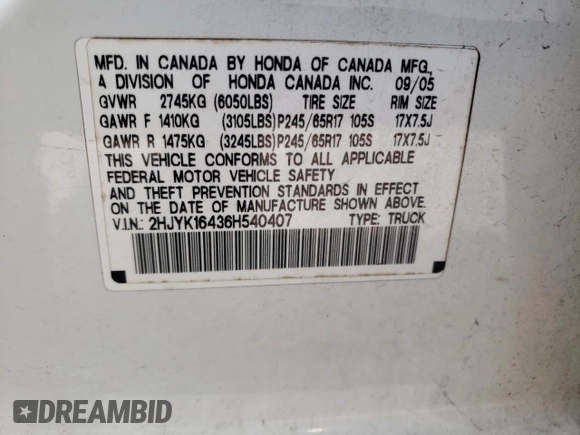 MFD. IN CANADA BY HONDA OF CANADA MFG.,
A DIVISION OF HONDA CANADA INC. 09/05
GVWR 2745KG (6050LBS) TIRE SIZE RIM SIZE
GAWR F 1410KG (3105LBS)P245/65R17 105S 17X7.5J
GAWR R 1475KG (3245LBS)P245/65R17 105S 17X7.5J
THIS VEHICLE CONFORMS TO ALL APPLICABLE
FEDERAL MOTOR VEHICLE SAFETY
AND THEFT PREVENTION STANDARDS IN EFFECT
ON THE DATE OF MANUFACTURE SHOWN ABOVE.
V.I.N.: 2HJYK16436H540407 TYPE: TRUCK
DREAMBID